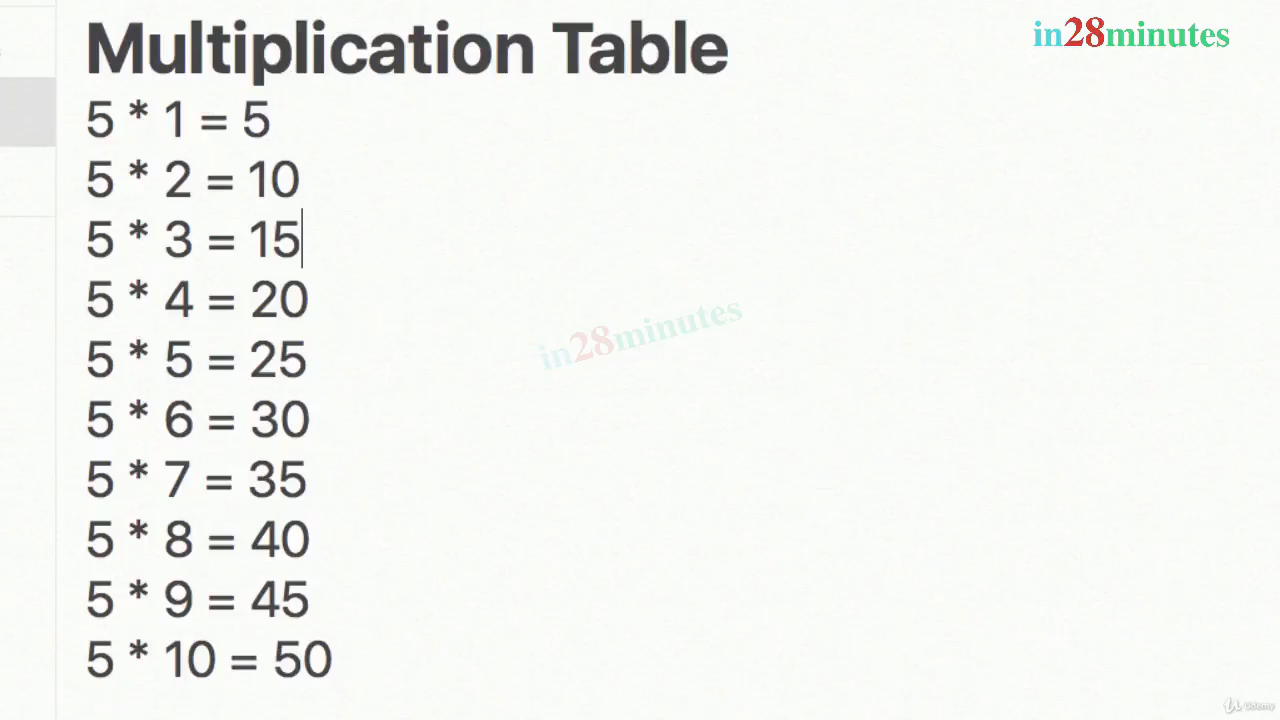 Multiplication Table
in28minutes
5 * 1 = 5
5 * 2 = 10
5 * 3 = 15
5 * 4 = 20
in28minutes
5 * 5 = 25
5 * 6 = 30
5 * 7 = 35
5 * 8 = 40
5 * 9 = 45
5 * 10 = 50
Udemy